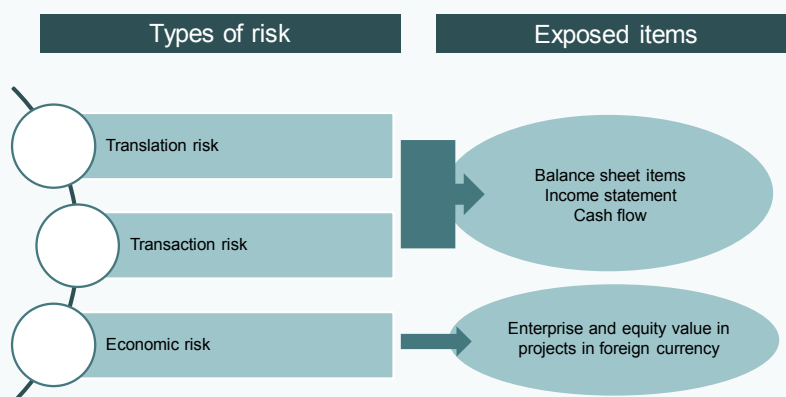 Types of risk
Exposed items
Translation risk
Balance sheet items
Income statement
Cash flow
Transaction risk
Economic risk
Enterprise and equity value in
projects in foreign currency